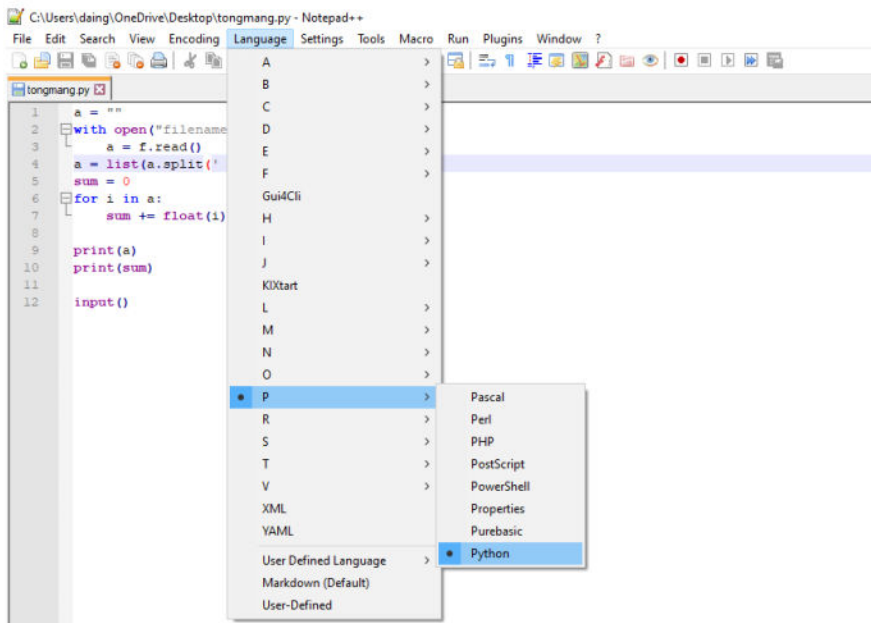 C:\Users\daing\OneDrive\Desktop\tongmang.py - Notepad++
File Edit Search View Encoding Language Settings Tools Macro Run Plugins Window ?
tongmang.py
1 a = ""
2 with open("filename
3 a = f.read()
4 a = list(a.split('
5 sum = 0
6 for i in a:
7 sum += float(i)
8
9 print(a)
10 print(sum)
11
12 input()
A
B
C
D
E
F
Gui4Cli
H
I
J
KIXtart
L
M
N
O
P
R
S
T
V
XML
YAML
User Defined Language
Markdown (Default)
User-Defined
Pascal
Perl
PHP
PostScript
PowerShell
Properties
Purebasic
Python